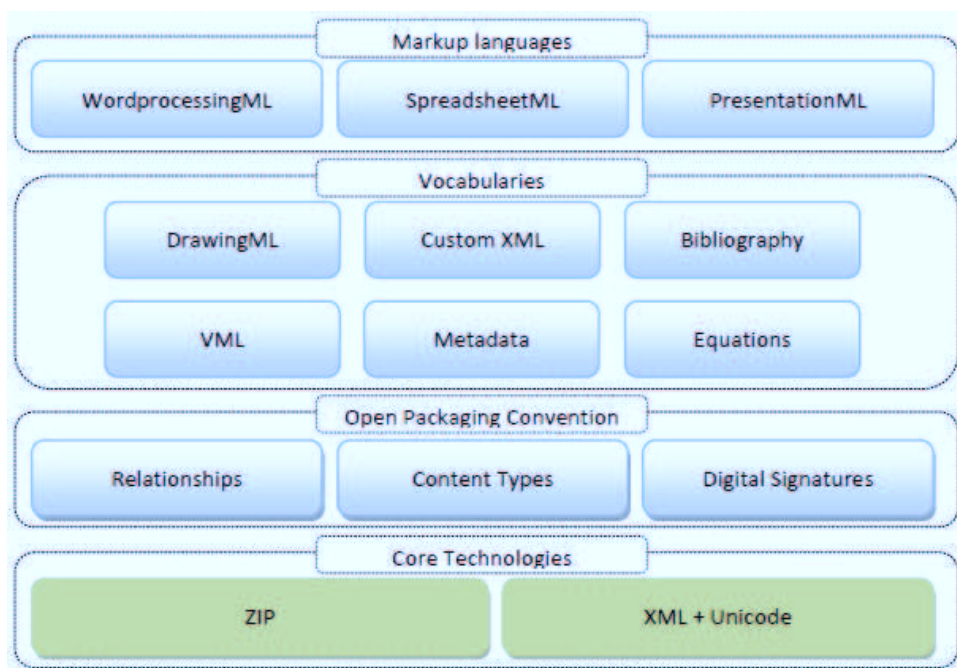 Markup languages
WordprocessingML
SpreadsheetML
PresentationML
Vocabularies
DrawingML
Custom XML
Bibliography
VML
Metadata
Equations
Open Packaging Convention
Relationships
Content Types
Digital Signatures
Core Technologies
ZIP
XML + Unicode